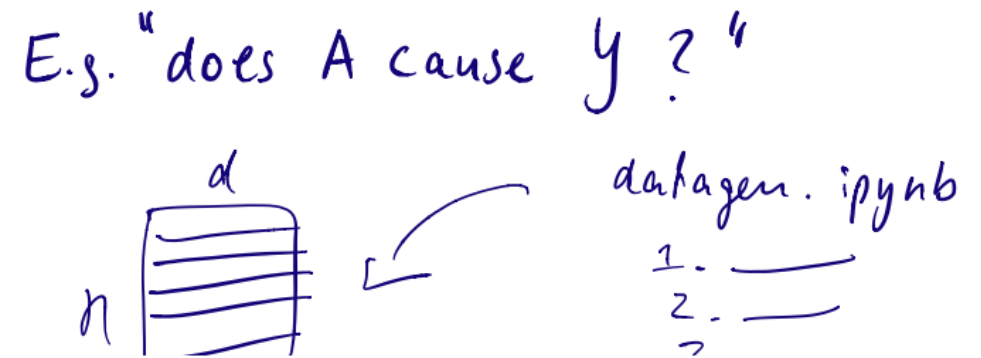 E.g. "does A cause Y ?"
d
datagen. ipynb
n
1.
2.